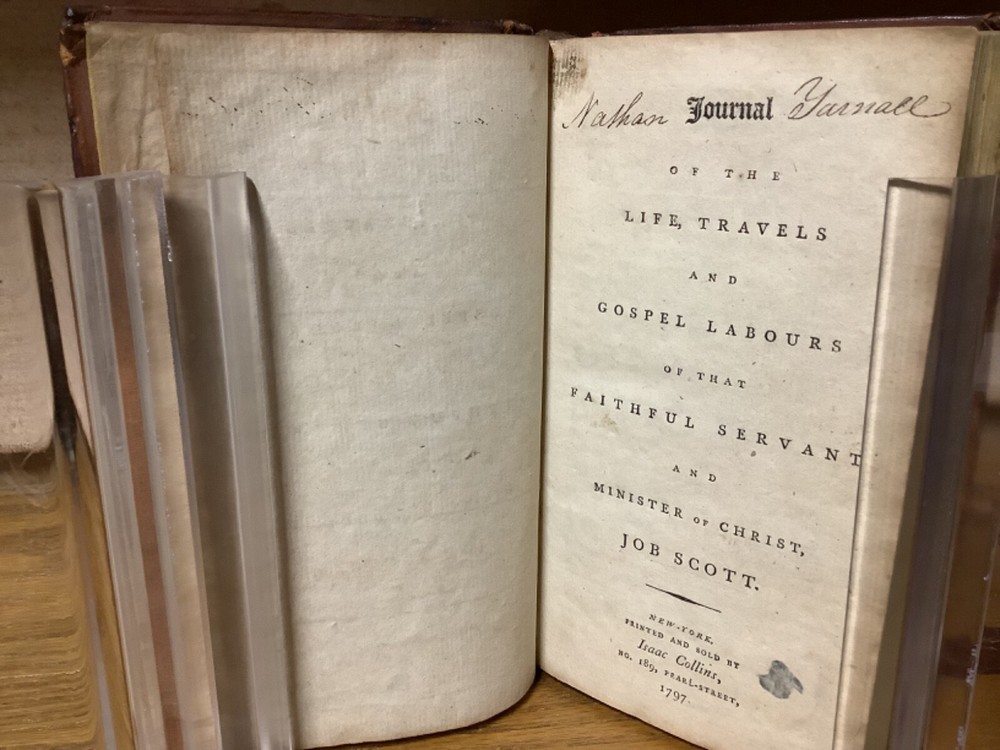 Nathan Journal Yarnall
OF THE
LIFE, TRAVELS
AND
GOSPEL LABOURS
OF THAT
FAITHFUL SERVANT
AND
MINISTER OF CHRIST,
JOB SCOTT.
NEW-YORK.
PRINTED AND SOLD BY
Isaac Collins,
NO. 189, PEARL-STREET,
1797.